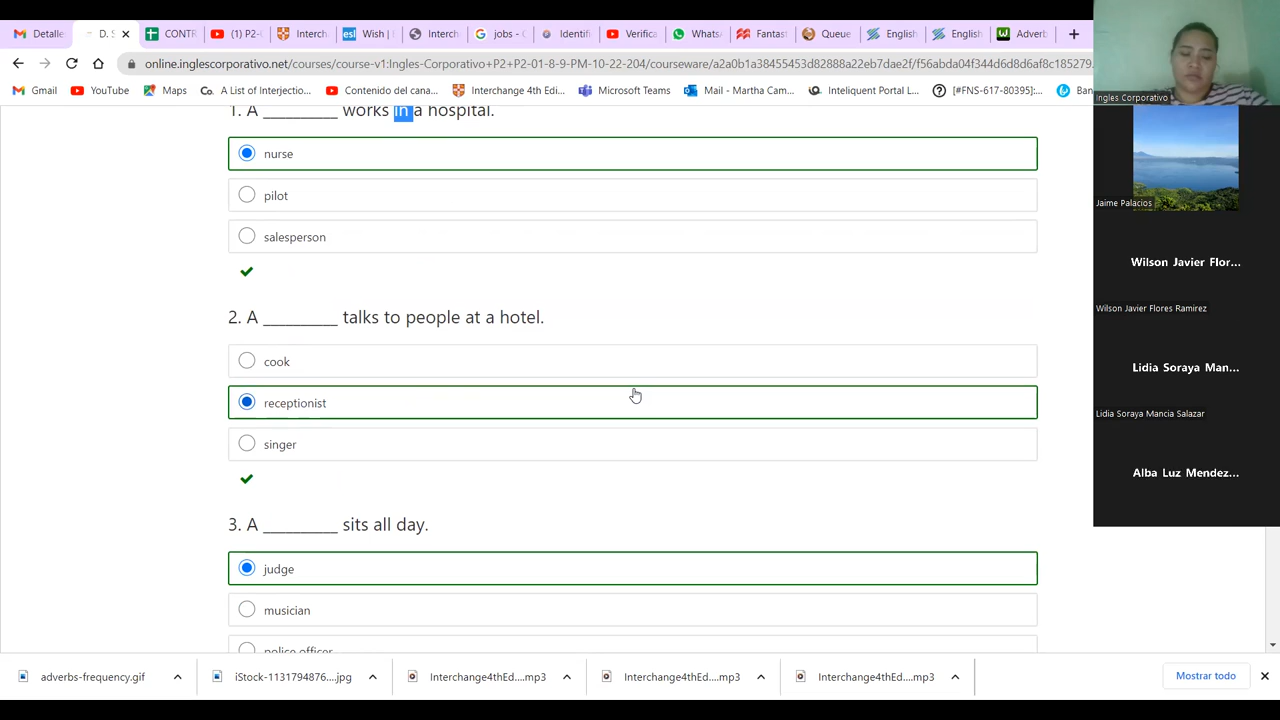 Detalle
D. S
CONTR
(1) P2-U
Interch
Wish |
Interch
jobs - G
Identifi
Verifica
Whats
Fantas
Queue
English
English
Adverb
online.inglescorporativo.net/courses/course-v1:Ingles-Corporativo+P2+P2-01-8-9-PM-10-22-204/courseware/a2a0b1a38455453d82888a22eb7dae2f/f56abda04f344d6d8d6af8c185279
Gmail
YouTube
Maps
A List of Interjectio...
Contenido del cana...
Interchange 4th Edi...
Microsoft Teams
Mail - Martha Cam...
Inteliquent Portal L...
[#FNS-617-80395]:...
Ban
1. A _________ works in a hospital.
nurse
pilot
salesperson
2. A _________ talks to people at a hotel.
cook
receptionist
singer
3. A _________ sits all day.
judge
musician
police officer
Ingles Corporativo
Jaime Palacios
Wilson Javier Flor...
Wilson Javier Flores Ramirez
Lidia Soraya Man...
Lidia Soraya Mancia Salazar
Alba Luz Mendez...
adverbs-frequency.gif
iStock-1131794876....jpg
Interchange4thEd....mp3
Interchange4thEd....mp3
Interchange4thEd....mp3
Mostrar todo